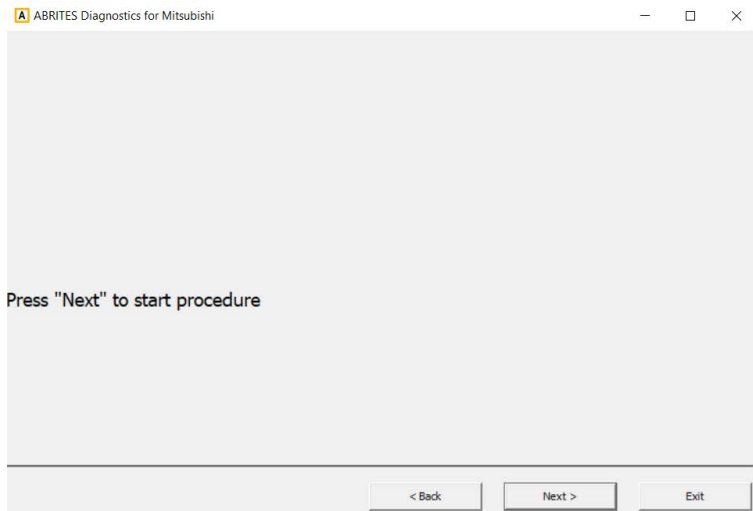 A ABRITES Diagnostics for Mitsubishi
Press "Next" to start procedure
< Back Next > Exit